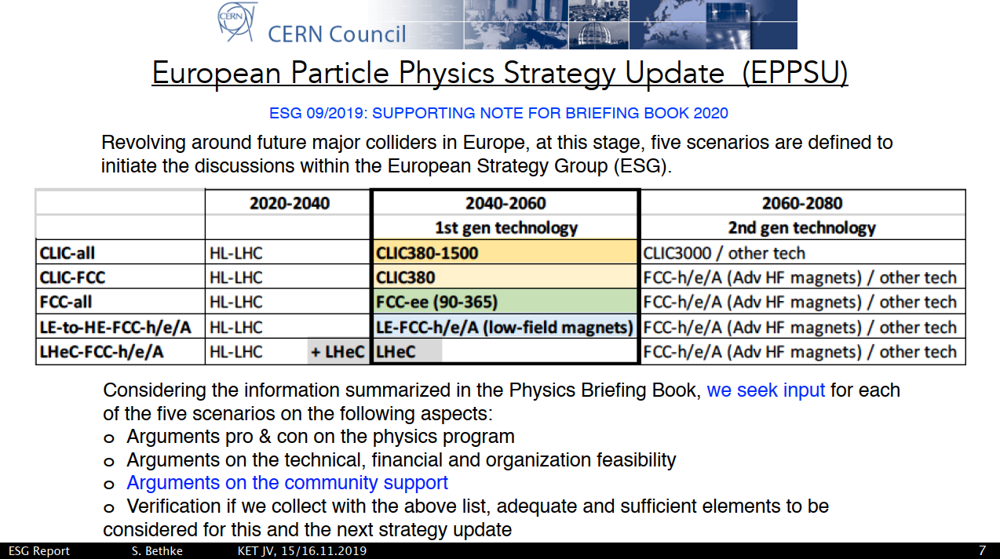 CERN
CERN Council
European Particle Physics Strategy Update (EPPSU)
ESG 09/2019: SUPPORTING NOTE FOR BRIEFING BOOK 2020
Revolving around future major colliders in Europe, at this stage, five scenarios are defined to
initiate the discussions within the European Strategy Group (ESG).
2020-2040 2040-2060 2060-2080
1st gen technology 2nd gen technology
CLIC-all HL-LHC CLIC380-1500 CLIC3000 / other tech
CLIC-FCC HL-LHC CLIC380 FCC-h/e/A (Adv HF magnets) / other tech
FCC-all HL-LHC FCC-ee (90-365) FCC-h/e/A (Adv HF magnets) / other tech
LE-to-HE-FCC-h/e/A HL-LHC LE-FCC-h/e/A (low-field magnets) FCC-h/e/A (Adv HF magnets) / other tech
LHeC-FCC-h/e/A HL-LHC + LHeC LHeC FCC-h/e/A (Adv HF magnets) / other tech
Considering the information summarized in the Physics Briefing Book, we seek input for each
of the five scenarios on the following aspects:
o Arguments pro & con on the physics program
o Arguments on the technical, financial and organization feasibility
o Arguments on the community support
o Verification if we collect with the above list, adequate and sufficient elements to be
considered for this and the next strategy update
ESG Report S. Bethke KET JV, 15/16.11.2019 7